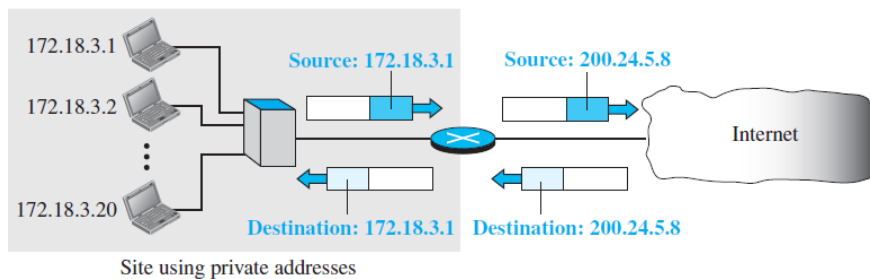 172.18.3.1
Source: 172.18.3.1
Source: 200.24.5.8
172.18.3.2
Internet
172.18.3.20
Destination: 172.18.3.1
Destination: 200.24.5.8
Site using private addresses